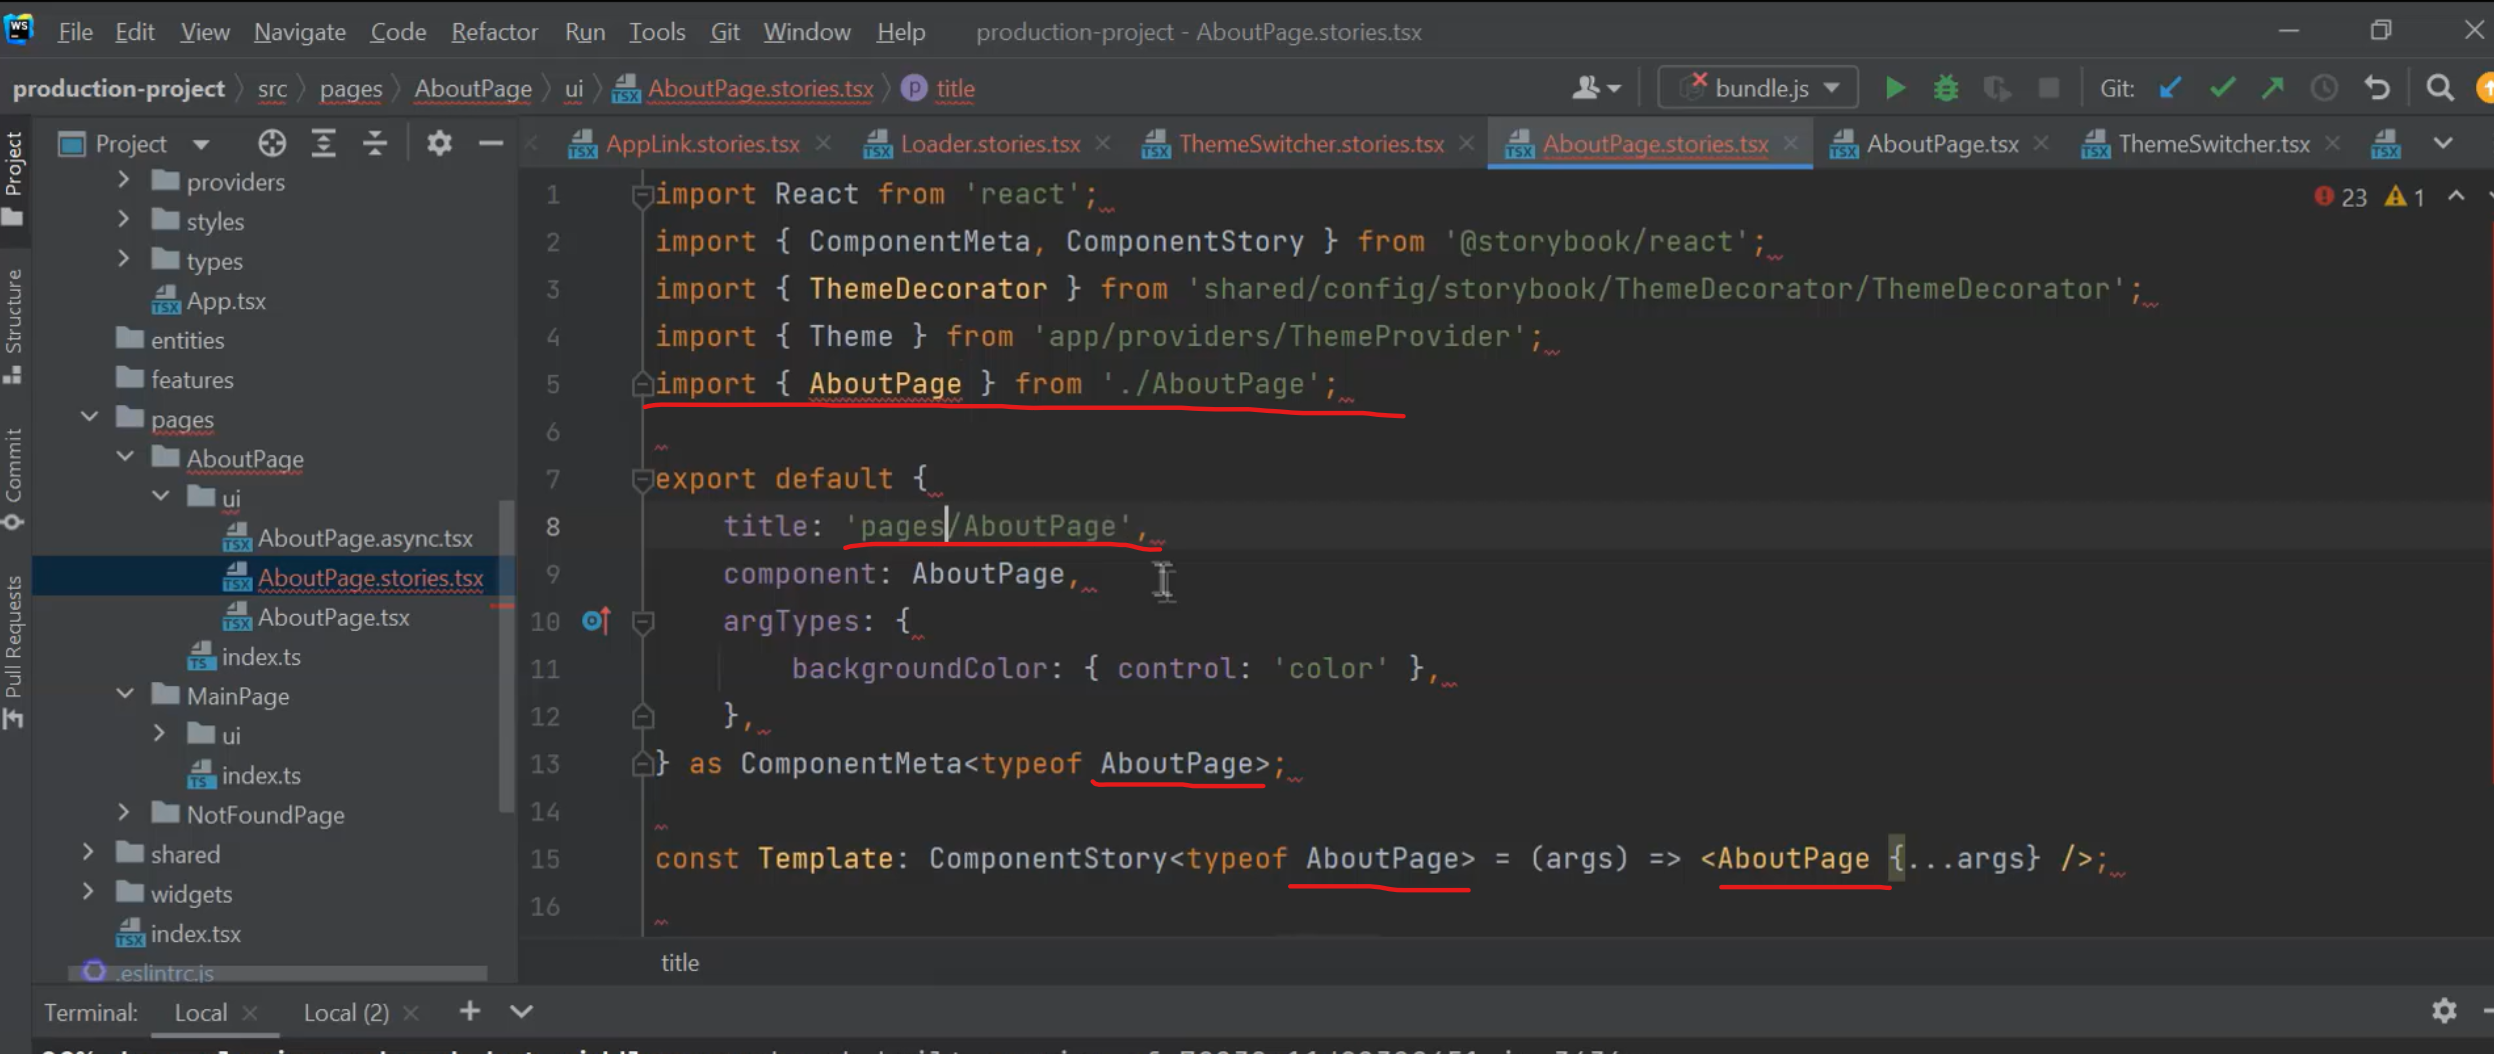 WS File Edit View Navigate Code Refactor Run Tools Git Window Help production-project - AboutPage.stories.tsx
production-project src pages AboutPage ui AboutPage.stories.tsx p title bundle.js Git:
Project
Structure
Commit
Pull Requests
Project
providers
styles
types
App.tsx
entities
features
pages
AboutPage
ui
AboutPage.async.tsx
AboutPage.stories.tsx
AboutPage.tsx
index.ts
MainPage
ui
index.ts
NotFoundPage
shared
widgets
index.tsx
.eslintrc.js
AppLink.stories.tsx Loader.stories.tsx ThemeSwitcher.stories.tsx AboutPage.stories.tsx AboutPage.tsx ThemeSwitcher.tsx
23 1
1 import React from 'react';
2 import { ComponentMeta, ComponentStory } from '@storybook/react';
3 import { ThemeDecorator } from 'shared/config/storybook/ThemeDecorator/ThemeDecorator';
4 import { Theme } from 'app/providers/ThemeProvider';
5 import { AboutPage } from './AboutPage';
6
7 export default {
8 title: 'pages/AboutPage',
9 component: AboutPage,
10 argTypes: {
11 backgroundColor: { control: 'color' },
12 },
13 } as ComponentMeta<typeof AboutPage>;
14
15 const Template: ComponentStory<typeof AboutPage> = (args) => <AboutPage {...args} />;
16
title
Terminal: Local Local (2)